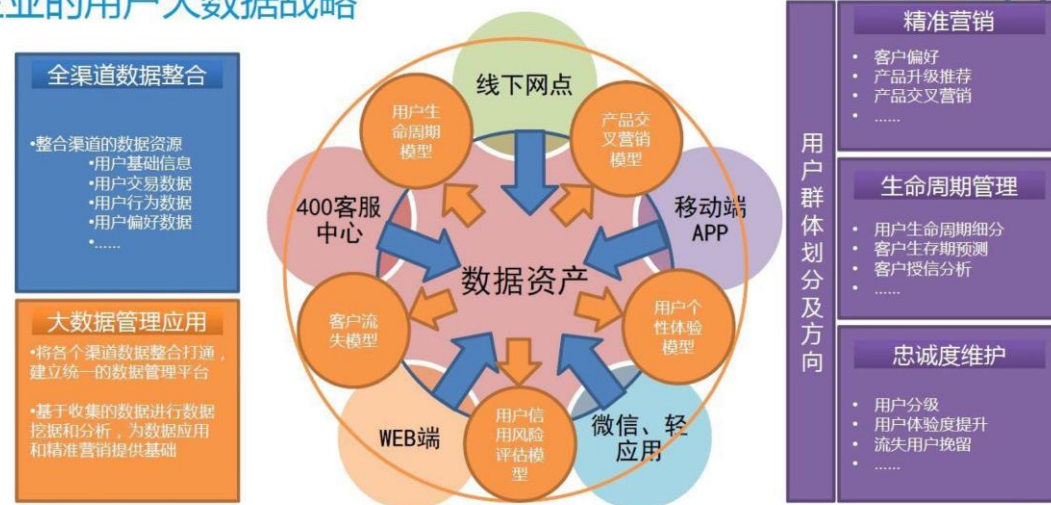 业的用户大数据战略
全渠道数据整合
•整合渠道的数据资源
•用户基础信息
•用户交易数据
•用户行为数据
•用户偏好数据
•......
大数据管理应用
•将各个渠道数据整合打通，
建立统一的数据管理平台
•基于收集的数据进行数据
挖据和分析，为数据应用
和精准营销提供基础
线下网点
用户生
命周期
模型
产品交
叉营销
模型
400客服
中心
移动端
APP
数据资产
客户流
失模型
用户个
性体验
模型
WEB端
用户信
用风险
评估模
型
微信、轻
应用
用户群体划分及方向
精准营销
• 客户偏好
• 产品升级推荐
• 产品交叉营销
• ......
生命周期管理
• 用户生命周期细分
• 客户生存期预测
• 客户授信分析
• ......
忠诚度维护
• 用户分级
• 用户体验度提升
• 流失用户挽留
• ......